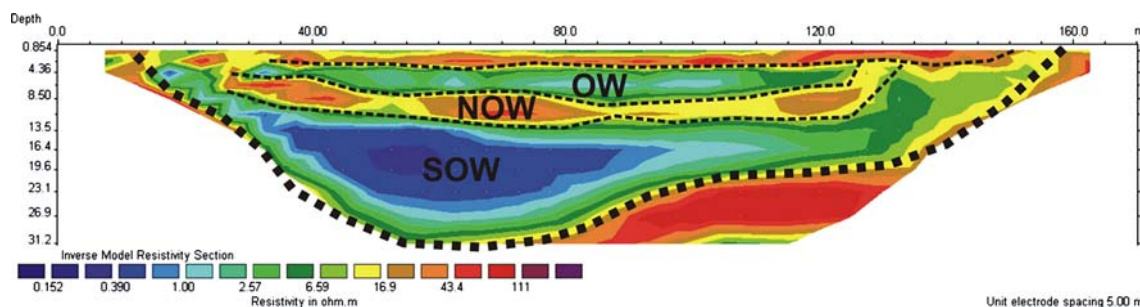 Depth
0.0 40.00 80.0 120.00 160.0 m
0.854
4.36
8.50
13.5
16.4
19.6
23.1
26.9
31.2
OW
NOW
SOW
Inverse Model Resistivity Section
0.152 0.390 1.00 2.57 6.59 16.9 43.4 111
Resistivity in ohm.m
Unit electrode spacing 5.00 m